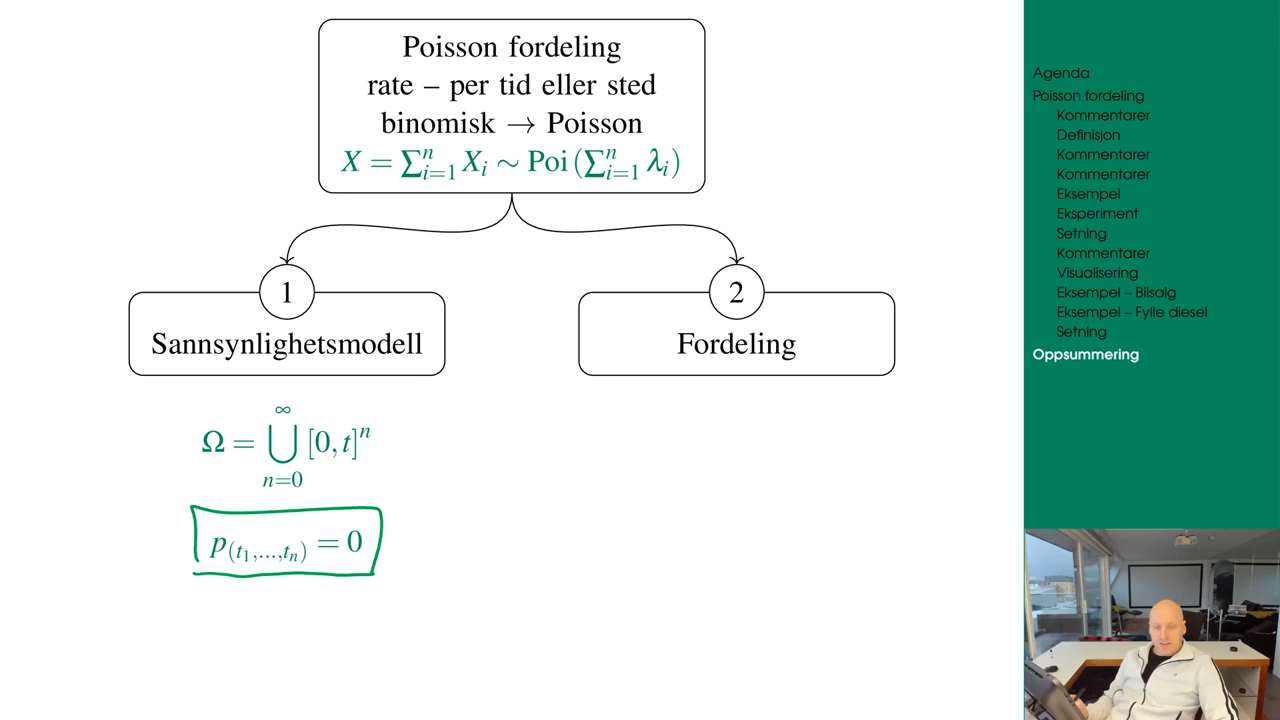 Poisson fordeling
rate – per tid eller sted
binomisk → Poisson
X = ∑ⁿᵢ₌₁ Xᵢ ∼ Poi (∑ⁿᵢ₌₁ λᵢ)
1
Sannsynlighetsmodell
2
Fordeling
Ω = ⋃_{n=0}^{∞} [0, t]ⁿ
p_{(t₁,...,tₙ)} = 0
Agenda
Poisson fordeling
Kommentarer
Definisjon
Kommentarer
Kommentarer
Eksempel
Eksperiment
Setning
Kommentarer
Visualisering
Eksempel – Bilsalg
Eksempel – Fylle diesel
Setning
Oppsummering